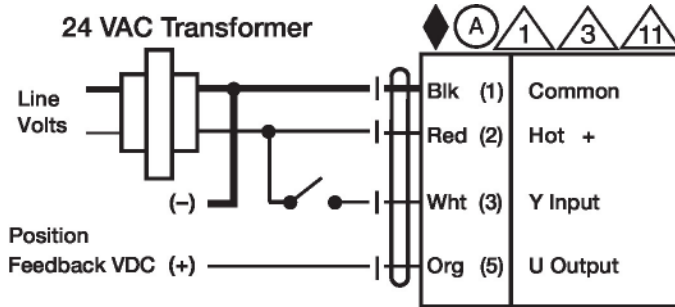 24 VAC Transformer
A 1 3 11
Line
Volts
Blk (1) Common
Red (2) Hot +
(–) Wht (3) Y Input
Position
Feedback VDC (+) Org (5) U Output